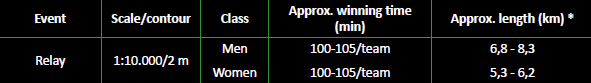 Event Scale/contour Class Approx. winning time (min) Approx. length (km) *
Relay 1:10.000/2 m Men 100-105/team 6,8 - 8,3
Women 100-105/team 5,3 - 6,2